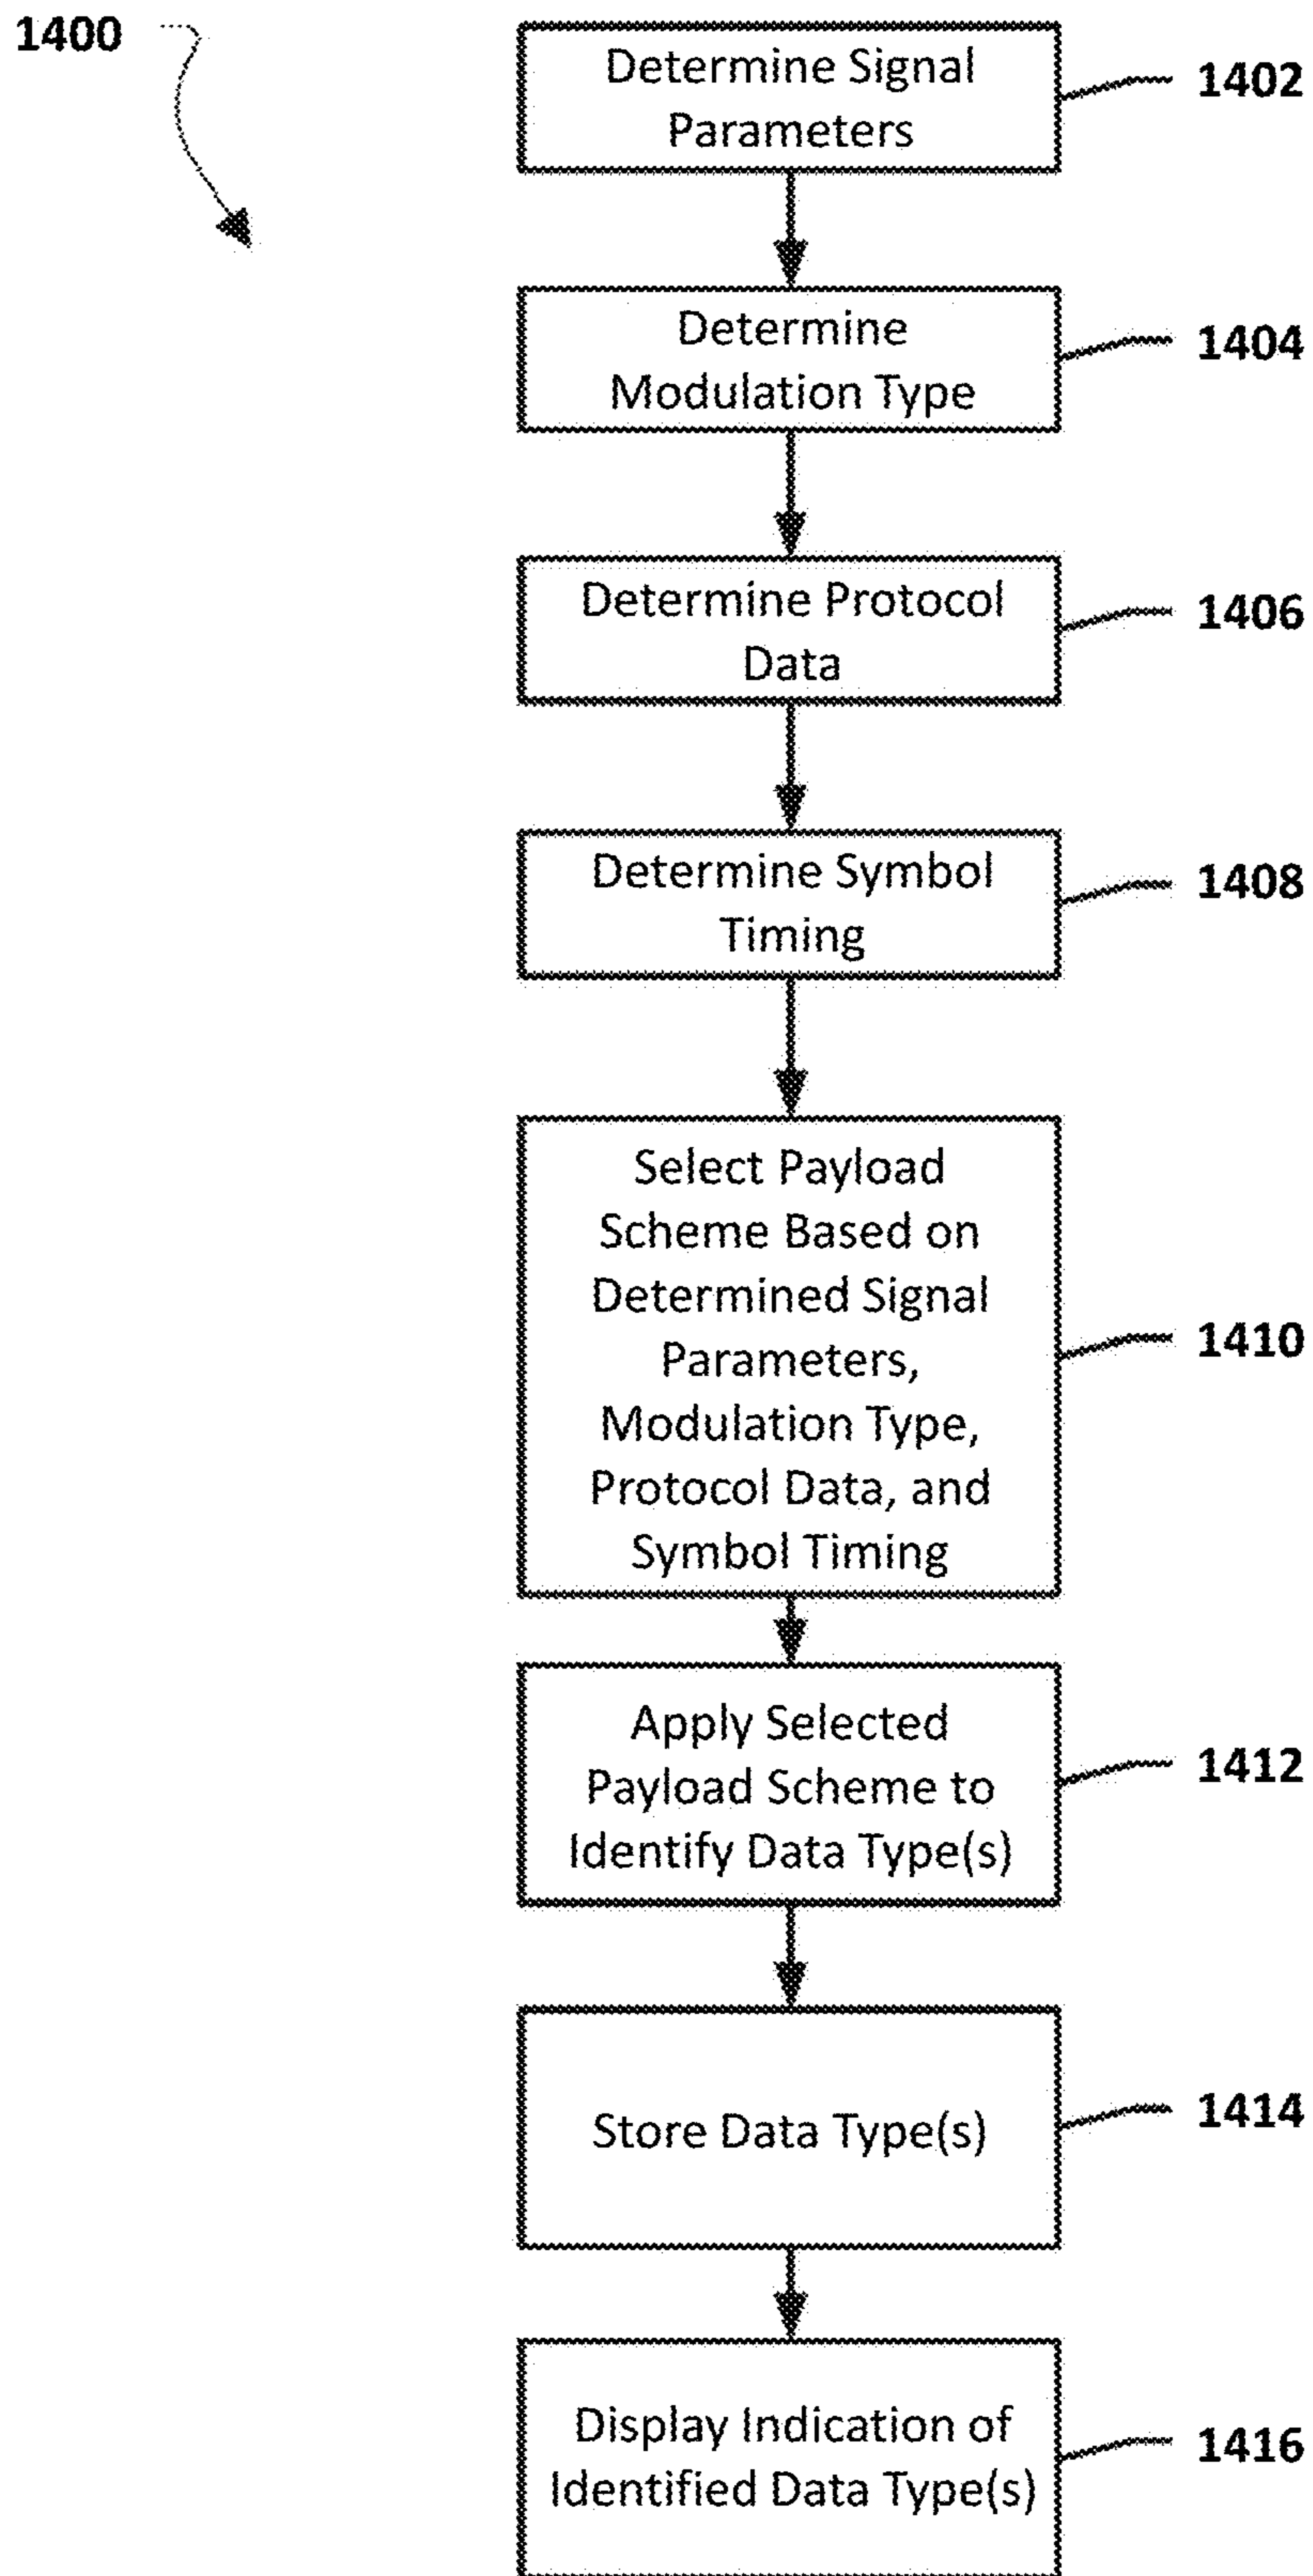 1400
Determine Signal
Parameters
1402
Determine
Modulation Type
1404
Determine Protocol
Data
1406
Determine Symbol
Timing
1408
Select Payload
Scheme Based on
Determined Signal
Parameters,
Modulation Type,
Protocol Data, and
Symbol Timing
1410
Apply Selected
Payload Scheme to
Identify Data Type(s)
1412
Store Data Type(s)
1414
Display Indication of
Identified Data Type(s)
1416